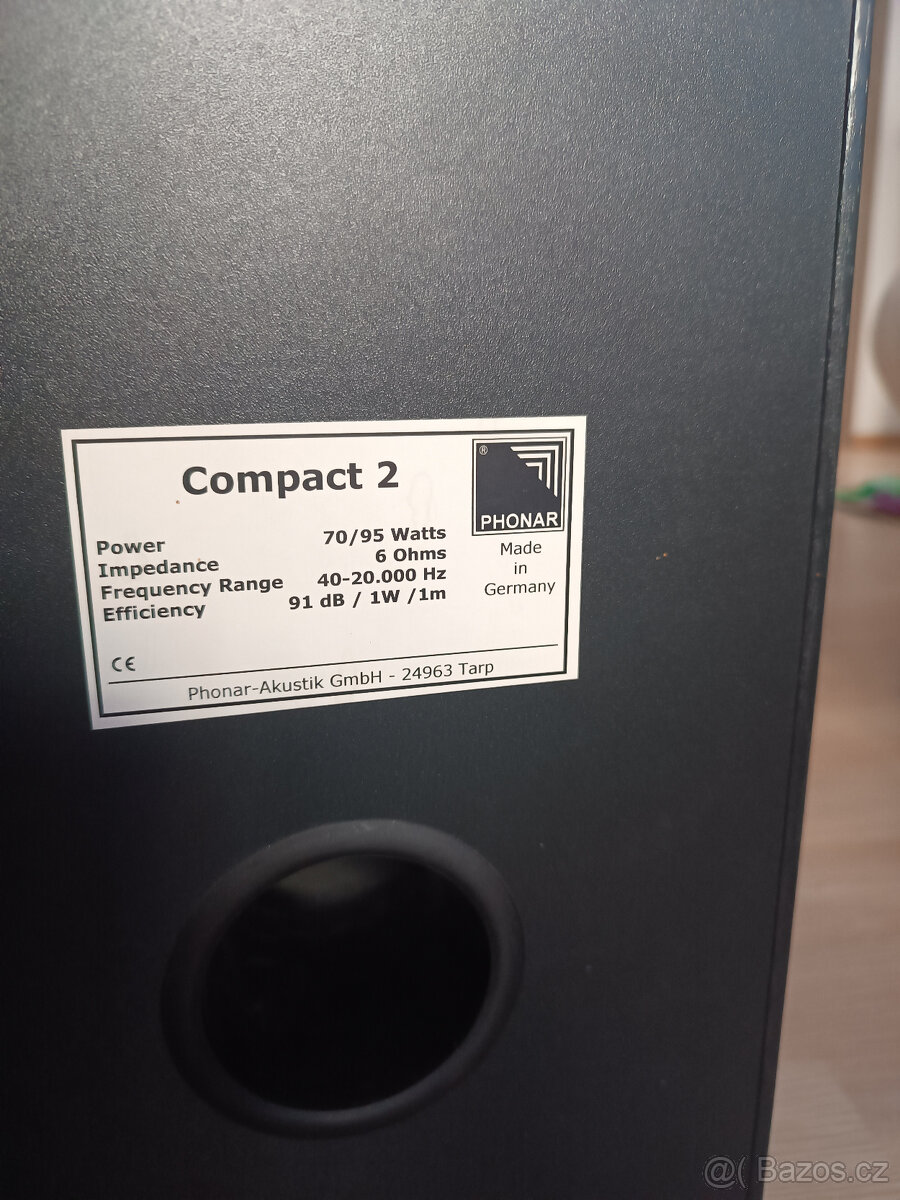 Compact 2
Power 70/95 Watts
Impedance 6 Ohms
Frequency Range 40-20.000 Hz
Efficiency 91 dB / 1W /1m
®
PHONAR
Made
in
Germany
CE
Phonar-Akustik GmbH - 24963 Tarp
@( Bazos.cz